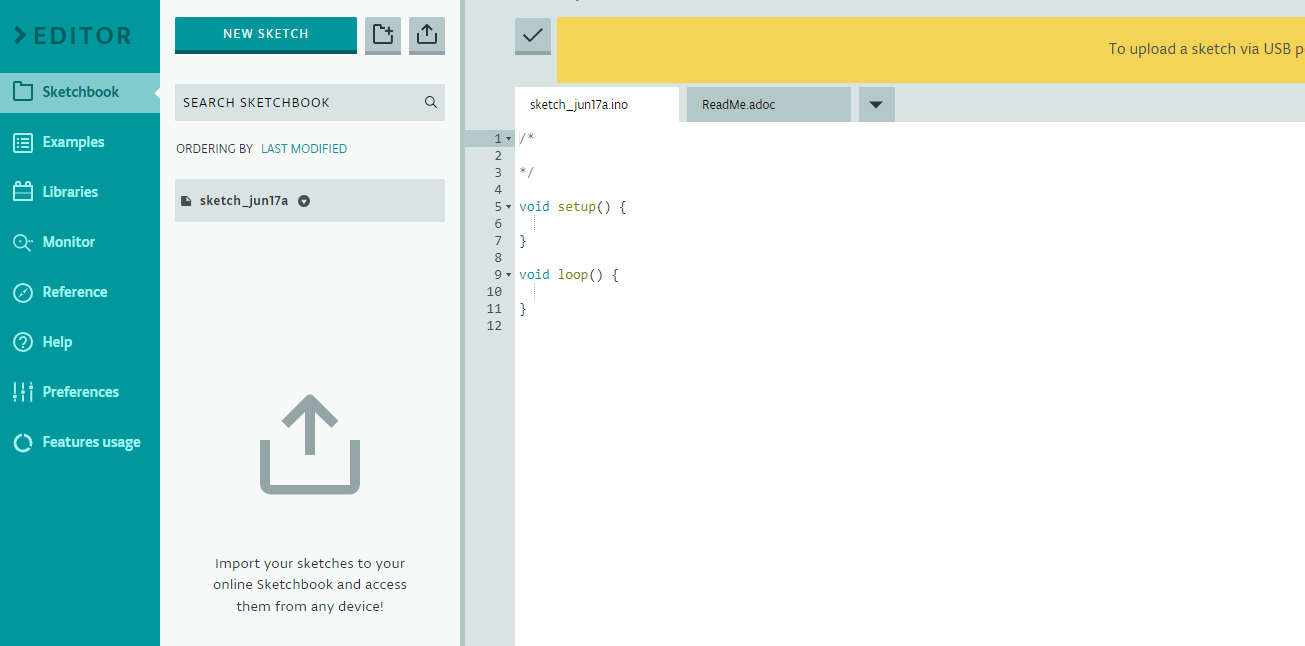 EDITOR
Sketchbook
Examples
Libraries
Monitor
Reference
Help
Preferences
Features usage
NEW SKETCH
SEARCH SKETCHBOOK
ORDERING BY LAST MODIFIED
sketch_jun17a
Import your sketches to your
online Sketchbook and access
them from any device!
To upload a sketch via USB p
sketch_jun17a.ino
ReadMe.adoc
1 /*
2
3 */
4
5 void setup() {
6
7 }
8
9 void loop() {
10
11 }
12